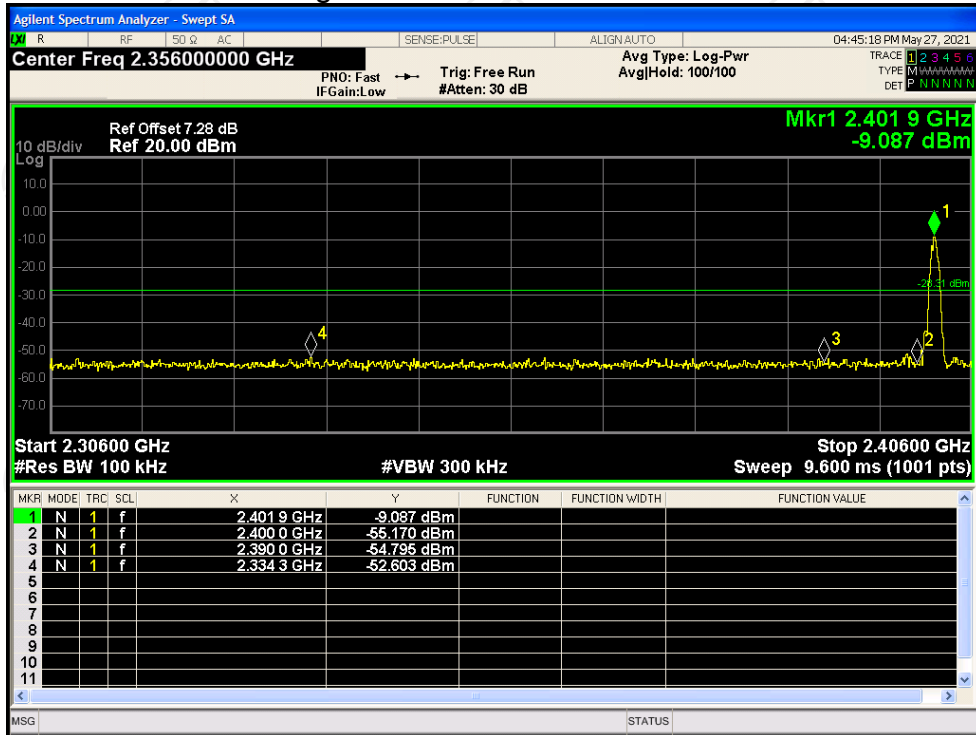 Agilent Spectrum Analyzer - Swept SA
LXI R RF 50 Ω AC SENSE:PULSE ALIGN AUTO 04:45:18 PM May 27, 2021
Center Freq 2.356000000 GHz
PNO: Fast
IFGain:Low
Trig: Free Run
#Atten: 30 dB
Avg Type: Log-Pwr
Avg|Hold: 100/100
TRACE 1 2 3 4 5 6
TYPE M
DET P N N N N N
Mkr1 2.401 9 GHz
-9.087 dBm
Ref Offset 7.28 dB
10 dB/div Ref 20.00 dBm
Log
10.0
0.00
-10.0
-20.0
-30.0
-40.0
-50.0
-60.0
-70.0
1
dBm
4
3
2
Start 2.30600 GHz Stop 2.40600 GHz
#Res BW 100 kHz #VBW 300 kHz Sweep 9.600 ms (1001 pts)
MKR MODE TRC SCL X Y FUNCTION FUNCTION WIDTH FUNCTION VALUE
1 N 1 f 2.401 9 GHz -9.087 dBm
2 N 1 f 2.400 0 GHz -55.170 dBm
3 N 1 f 2.390 0 GHz -54.795 dBm
4 N 1 f 2.334 3 GHz -52.603 dBm
5
6
7
8
9
10
11
MSG STATUS